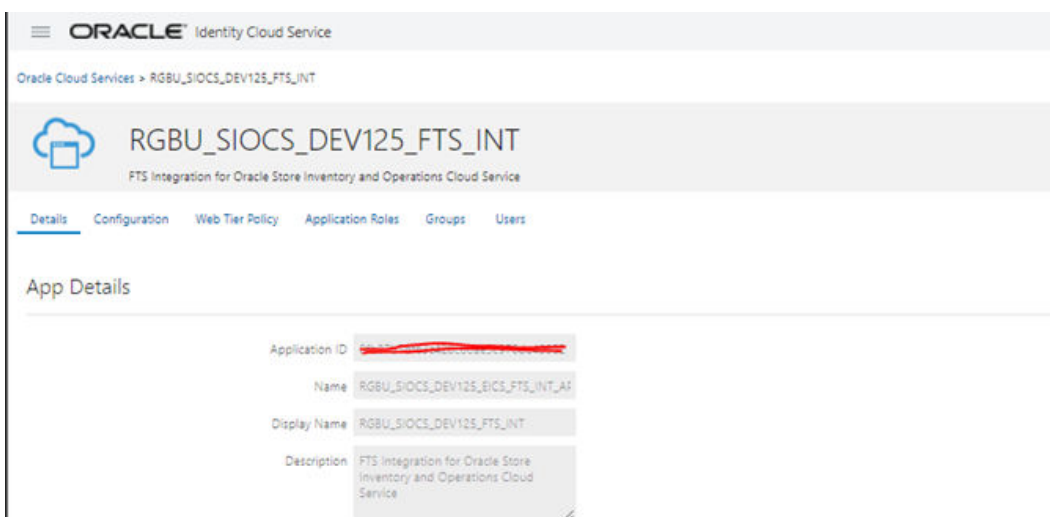 ORACLE® Identity Cloud Service
Oracle Cloud Services > RGBU_SIOCS_DEV125_FTS_INT
RGBU_SIOCS_DEV125_FTS_INT
FTS Integration for Oracle Store Inventory and Operations Cloud Service
Details Configuration Web Tier Policy Application Roles Groups Users
App Details
Application ID
Name RGBU_SIOCS_DEV125_EICS_FTS_INT_AF
Display Name RGBU_SIOCS_DEV125_FTS_INT
Description FTS Integration for Oracle Store
Inventory and Operations Cloud
Service